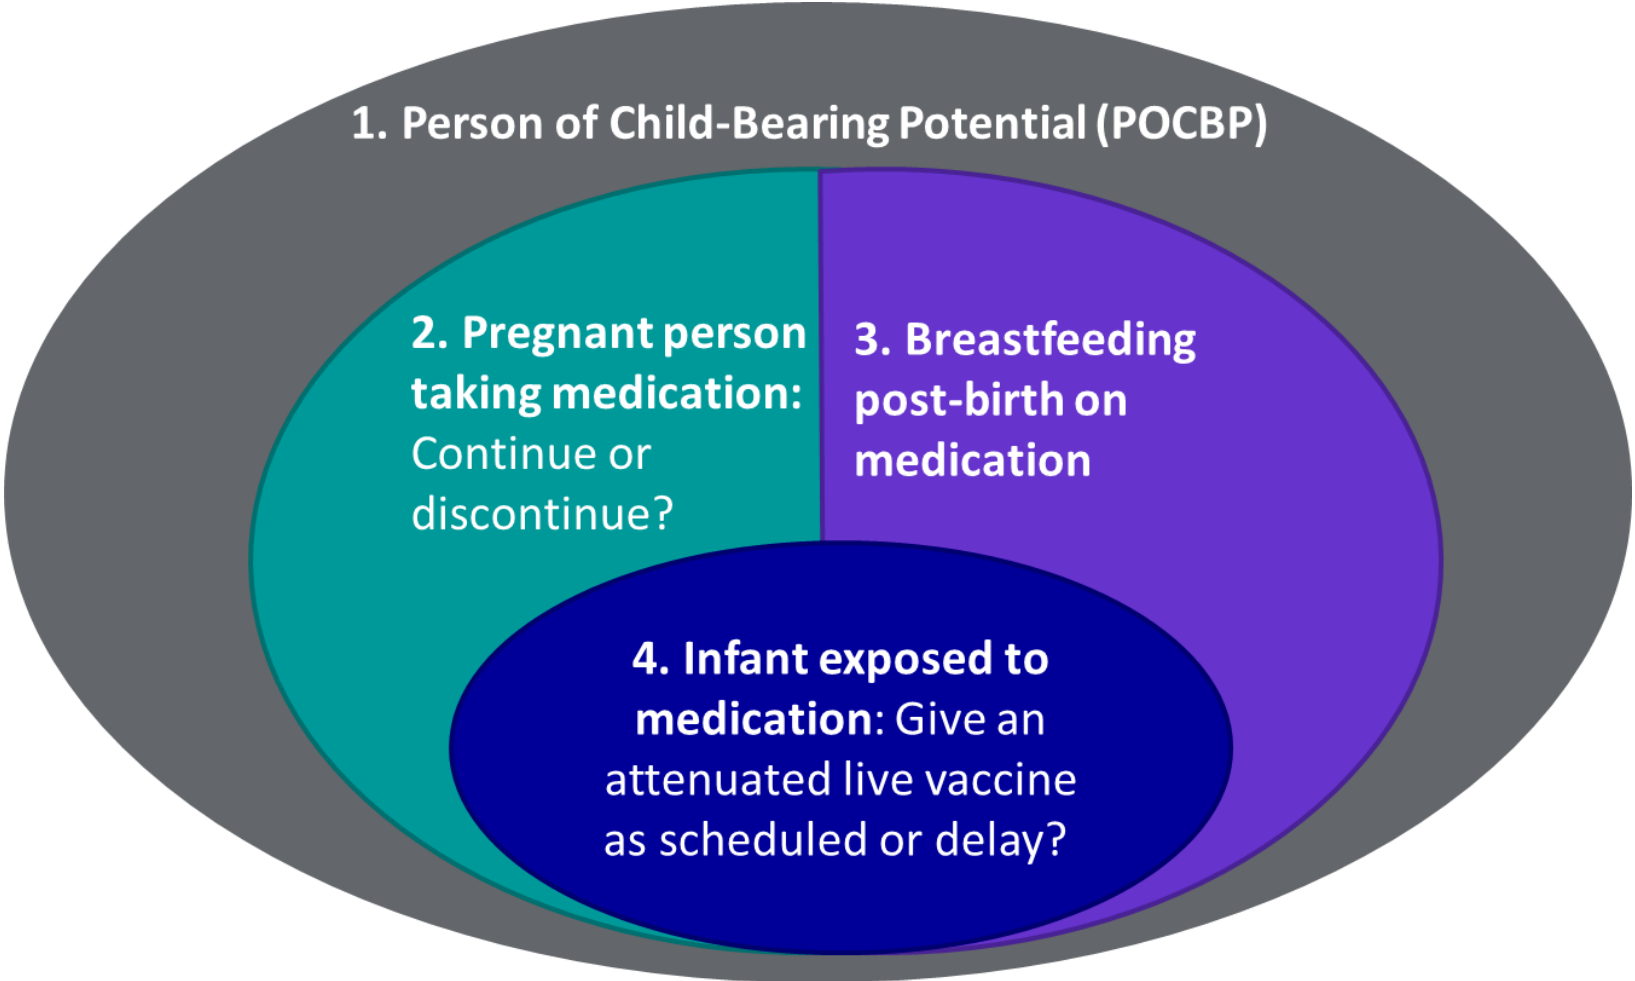 1. Person of Child-Bearing Potential (POCBP)
2. Pregnant person
taking medication:
Continue or
discontinue?
3. Breastfeeding
post-birth on
medication
4. Infant exposed to
medication: Give an
attenuated live vaccine
as scheduled or delay?